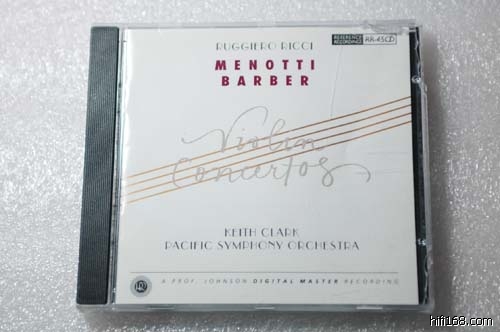 RUGGIERO RICCI
REFERENCE RECORDINGS RR-45CD
MENOTTI
BARBER
Violin
Concertos
KEITH CLARK
PACIFIC SYMPHONY ORCHESTRA
A PROF. JOHNSON DIGITAL MASTER RECORDING
hifi168.com